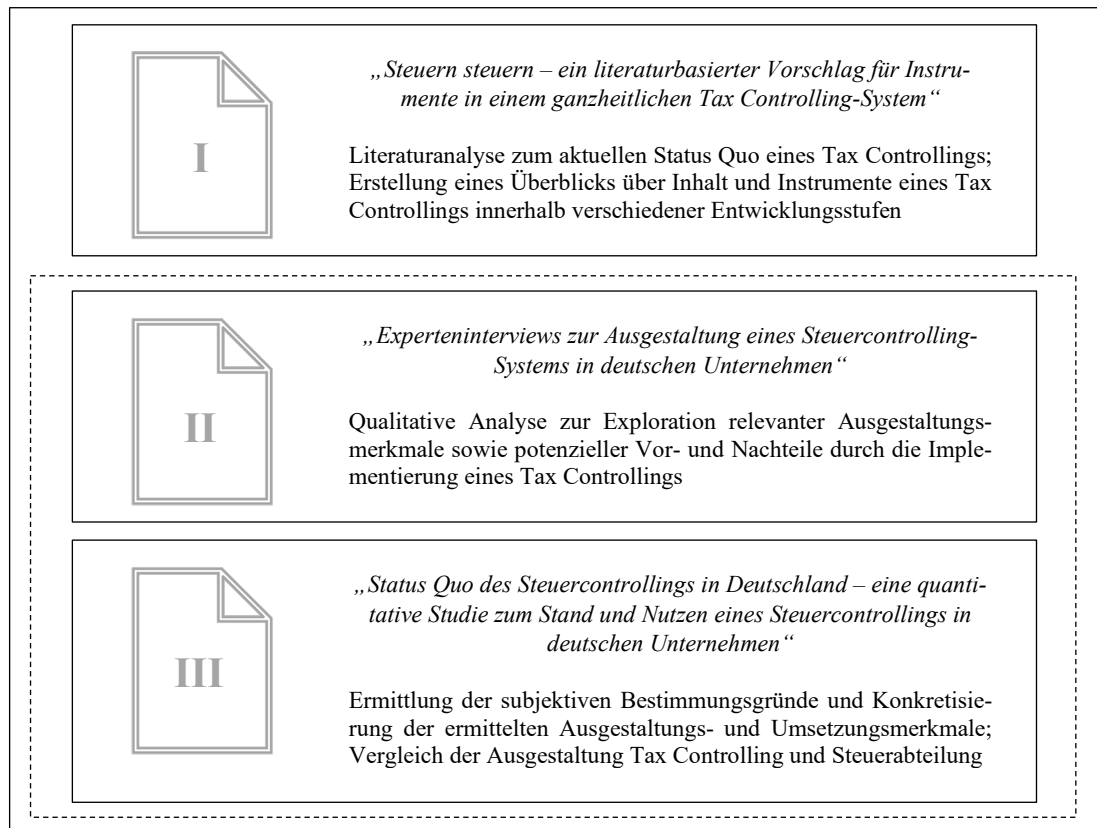 I
„Steuern steuern – ein literaturbasierter Vorschlag für Instru-
mente in einem ganzheitlichen Tax Controlling-System“
Literaturanalyse zum aktuellen Status Quo eines Tax Controllings;
Erstellung eines Überblicks über Inhalt und Instrumente eines Tax
Controllings innerhalb verschiedener Entwicklungsstufen
II
„Experteninterviews zur Ausgestaltung eines Steuercontrolling-
Systems in deutschen Unternehmen“
Qualitative Analyse zur Exploration relevanter Ausgestaltungs-
merkmale sowie potenzieller Vor- und Nachteile durch die Imple-
mentierung eines Tax Controllings
III
„Status Quo des Steuercontrollings in Deutschland – eine quanti-
tative Studie zum Stand und Nutzen eines Steuercontrollings in
deutschen Unternehmen“
Ermittlung der subjektiven Bestimmungsgründe und Konkretisie-
rung der ermittelten Ausgestaltungs- und Umsetzungsmerkmale;
Vergleich der Ausgestaltung Tax Controlling und Steuerabteilung